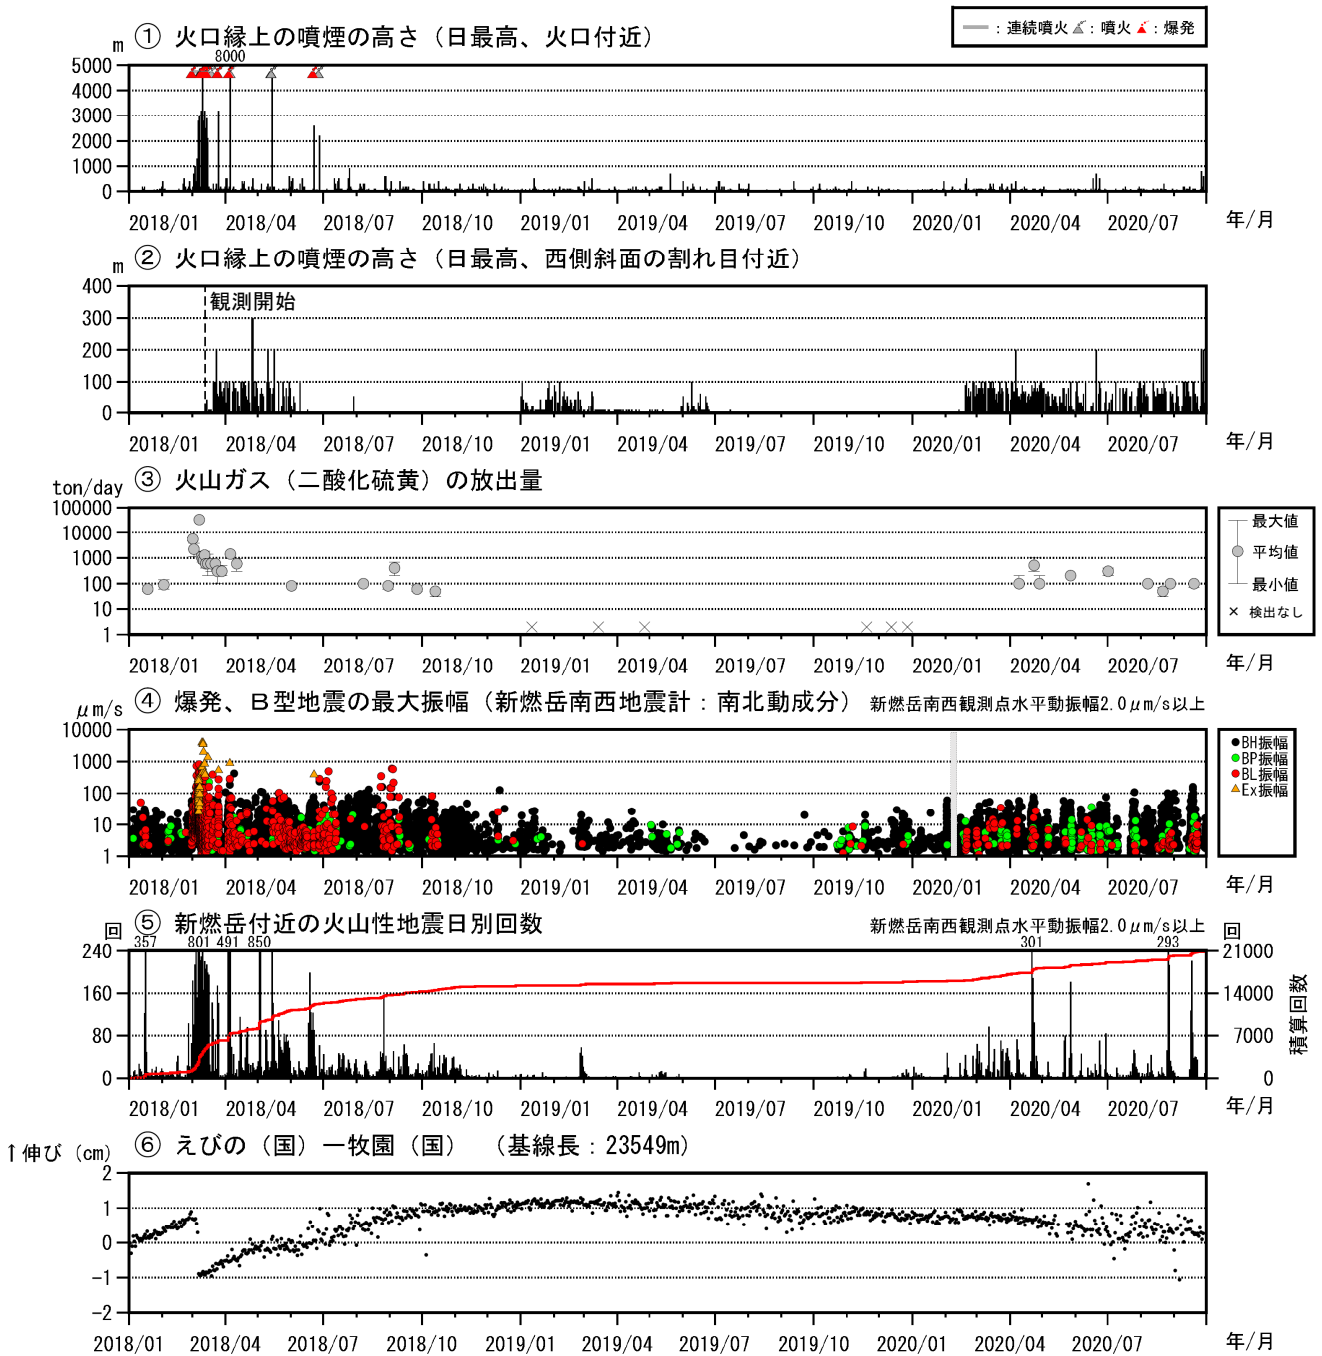 ① 火口縁上の噴煙の高さ（日最高、火口付近）
━ : 連続噴火 : 噴火 : 爆発
m
8000
5000
4000
3000
2000
1000
0
2018/01 2018/04 2018/07 2018/10 2019/01 2019/04 2019/07 2019/10 2020/01 2020/04 2020/07 年/月
② 火口縁上の噴煙の高さ（日最高、西側斜面の割れ目付近）
m
400
観測開始
300
200
100
0
2018/01 2018/04 2018/07 2018/10 2019/01 2019/04 2019/07 2019/10 2020/01 2020/04 2020/07 年/月
③ 火山ガス（二酸化硫黄）の放出量
ton/day
100000
10000
1000
100
10
1
最大値
平均値
最小値
× 検出なし
2018/01 2018/04 2018/07 2018/10 2019/01 2019/04 2019/07 2019/10 2020/01 2020/04 2020/07 年/月
④ 爆発、Ｂ型地震の最大振幅（新燃岳南西地震計：南北動成分） 新燃岳南西観測点水平動振幅2.0μm/s以上
μm/s
10000
1000
100
10
1
BH振幅
BP振幅
BL振幅
Ex振幅
2018/01 2018/04 2018/07 2018/10 2019/01 2019/04 2019/07 2019/10 2020/01 2020/04 2020/07 年/月
⑤ 新燃岳付近の火山性地震日別回数 新燃岳南西観測点水平動振幅2.0μm/s以上
回 357 801 491 850 301 293 回
240 21000
160 14000
80 7000
0 0
積算回数
2018/01 2018/04 2018/07 2018/10 2019/01 2019/04 2019/07 2019/10 2020/01 2020/04 2020/07 年/月
⑥ えびの（国）－牧園（国） （基線長：23549m）
↑伸び（cm）
2
1
0
-1
-2
2018/01 2018/04 2018/07 2018/10 2019/01 2019/04 2019/07 2019/10 2020/01 2020/04 2020/07 年/月